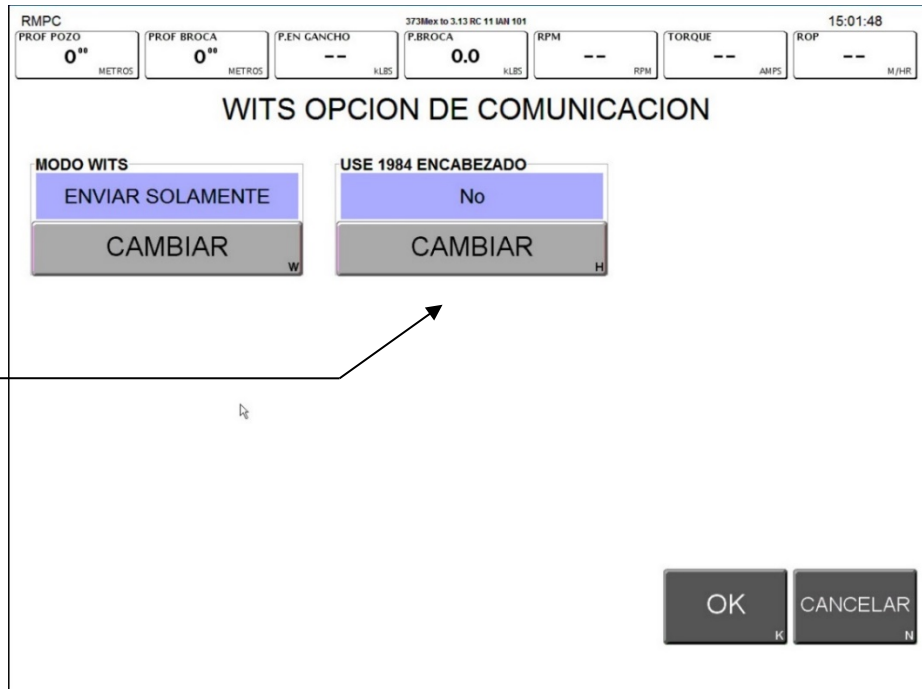 RMPC 373Mex to 3.13 RC 11 IAN 101 15:01:48
PROF POZO PROF BROCA P.EN GANCHO P.BROCA RPM TORQUE ROP
0°° 0°° -- 0.0 -- -- --
METROS METROS kLBS kLBS RPM AMPS M/HR
WITS OPCION DE COMUNICACION
MODO WITS USE 1984 ENCABEZADO
ENVIAR SOLAMENTE No
CAMBIAR CAMBIAR
W H
OK CANCELAR
K N